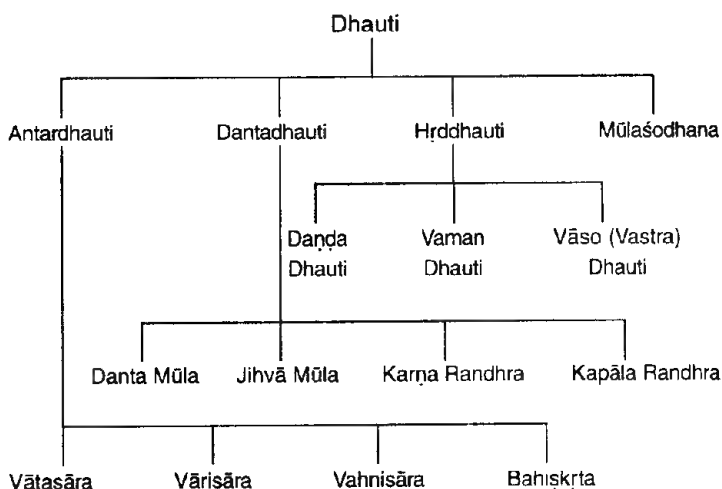 Dhauti
Antardhauti Dantadhauti Hṛddhauti Mūlaśodhana
Daṇḍa Vaman Vāso (Vastra)
Dhauti Dhauti Dhauti
Danta Mūla Jihvā Mūla Karṇa Randhra Kapāla Randhra
Vātasāra Vārisāra Vahnisāra Bahiṣkṛta